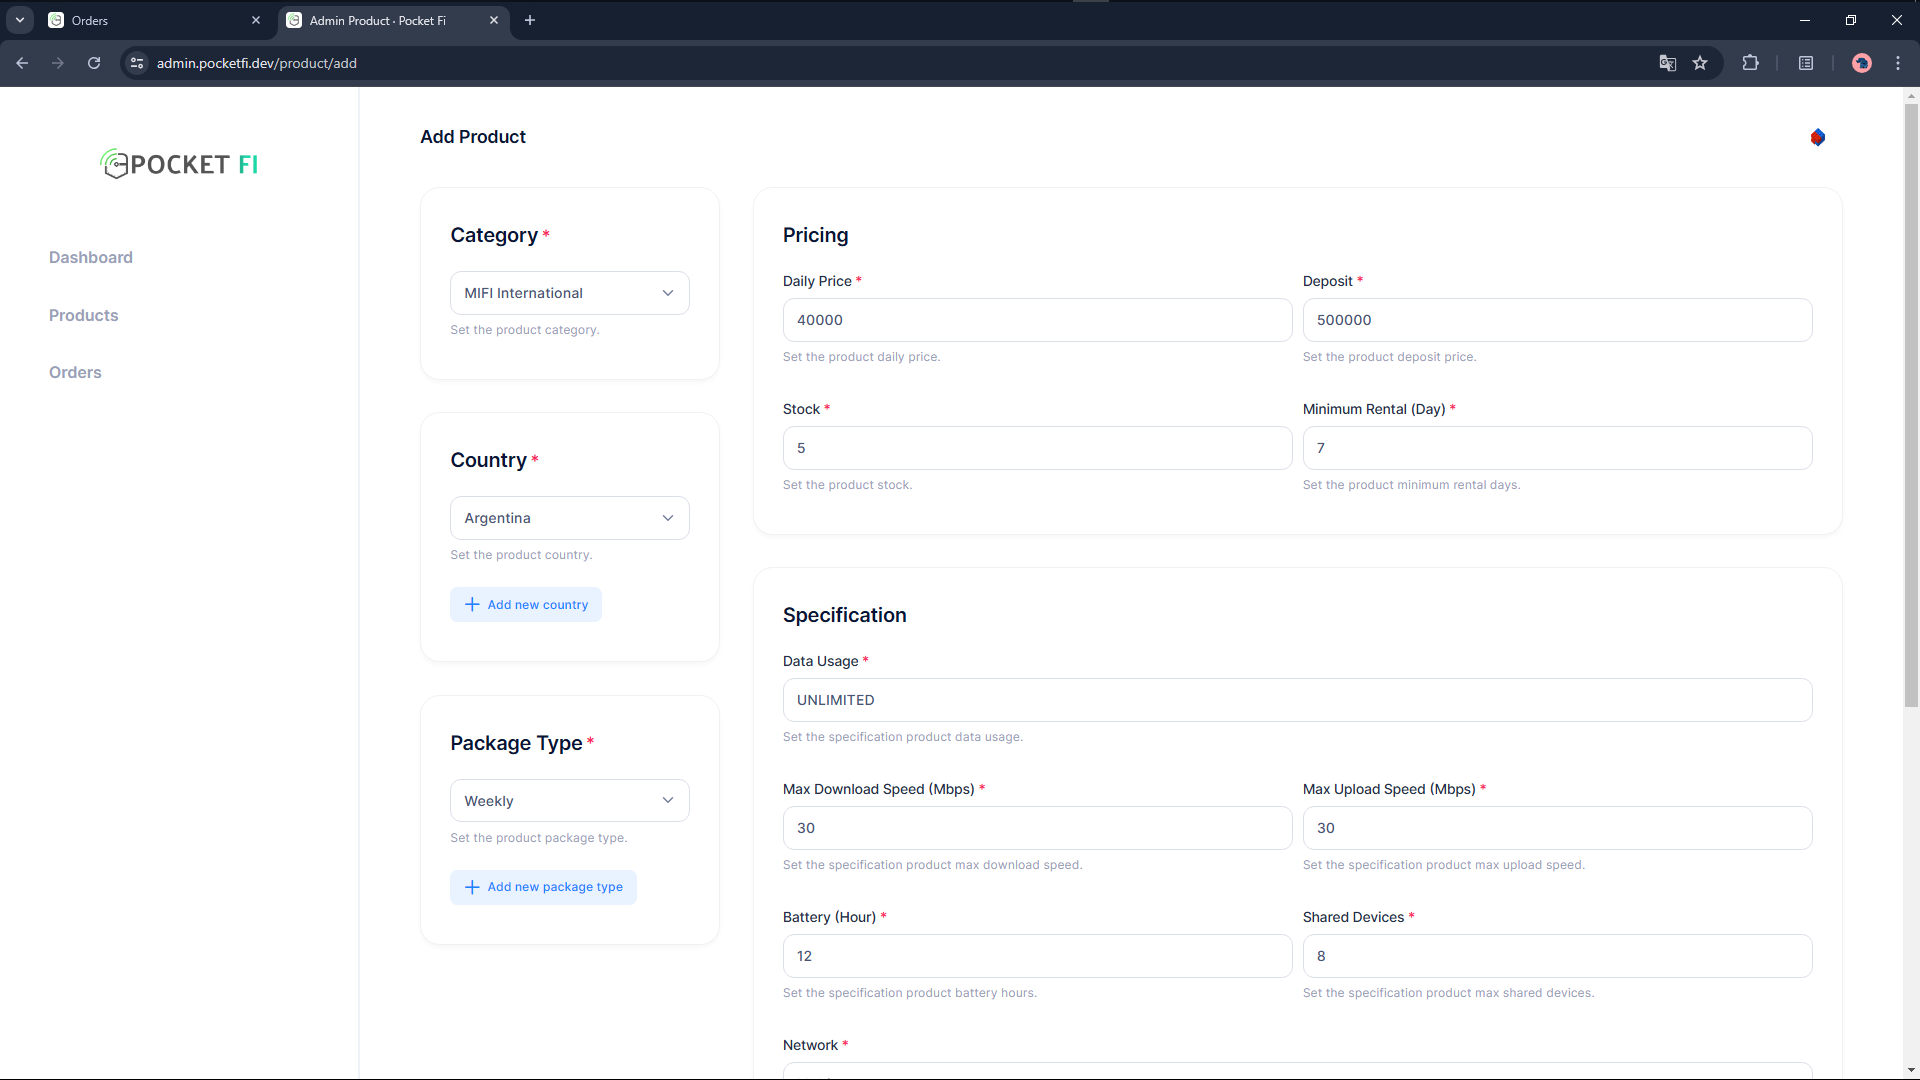 Orders
Admin Product · Pocket Fi
admin.pocketfi.dev/product/add
POCKET FI
Dashboard
Products
Orders
Add Product
Category *
MIFI International
Set the product category.
Country *
Argentina
Set the product country.
Add new country
Package Type *
Weekly
Set the product package type.
Add new package type
Pricing
Daily Price *
40000
Set the product daily price.
Deposit *
500000
Set the product deposit price.
Stock *
5
Set the product stock.
Minimum Rental (Day) *
7
Set the product minimum rental days.
Specification
Data Usage *
UNLIMITED
Set the specification product data usage.
Max Download Speed (Mbps) *
30
Set the specification product max download speed.
Max Upload Speed (Mbps) *
30
Set the specification product max upload speed.
Battery (Hour) *
12
Set the specification product battery hours.
Shared Devices *
8
Set the specification product max shared devices.
Network *